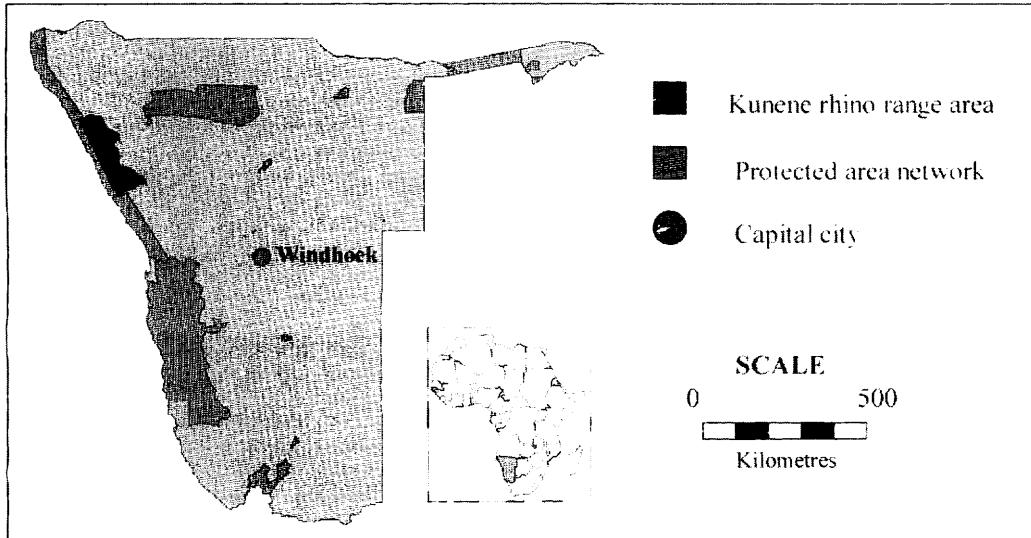 Kunene rhino range area
Protected area network
Capital city
Windhoek
SCALE
0 500
Kilometres